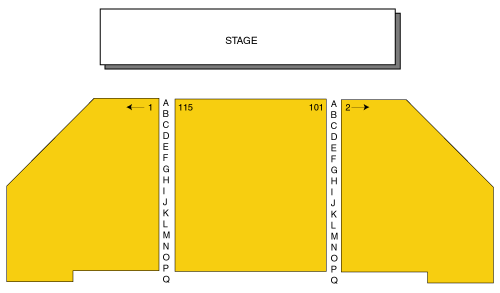 STAGE
1 A 115 101 A 2
B B
C C
D D
E E
F F
G G
H H
I I
J J
K K
L L
M M
N N
O O
P P
Q Q